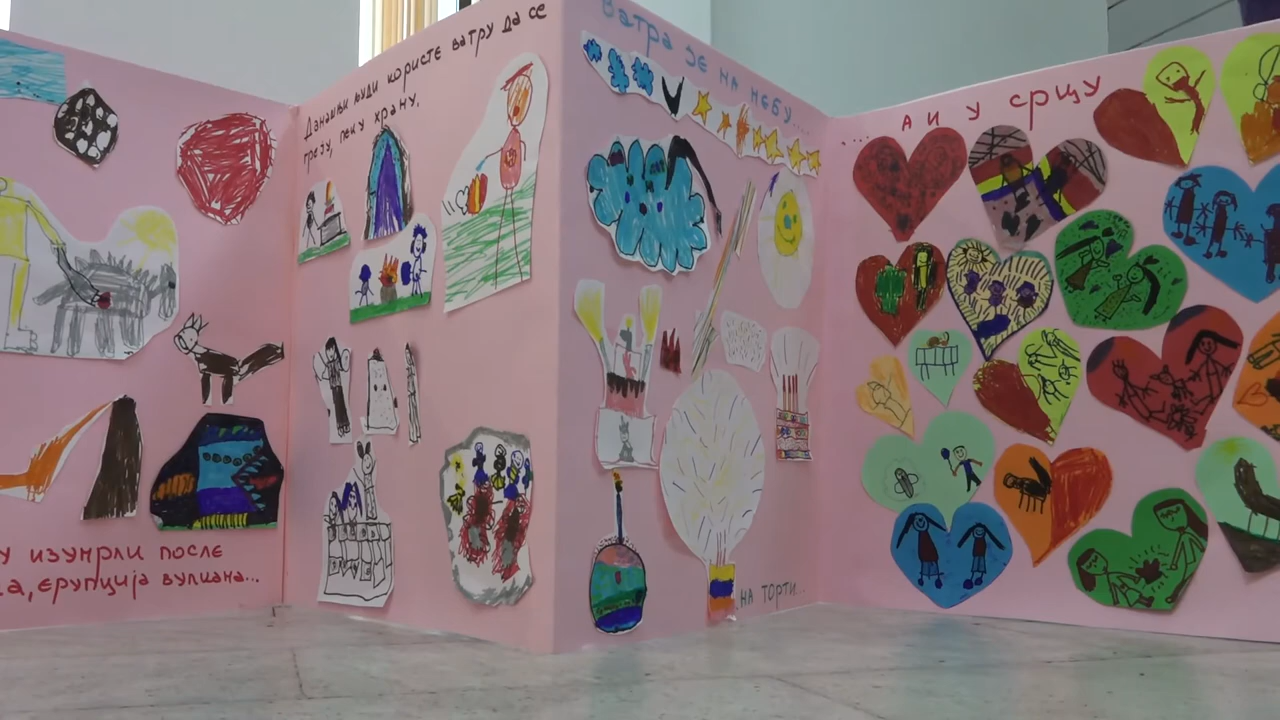 у изумрли после
а, ерупција вулкана...
Данашњи људи користе ватру да се
греју, пеку храну,
Ватра је на небу...
на торти...
.... а и у срцу